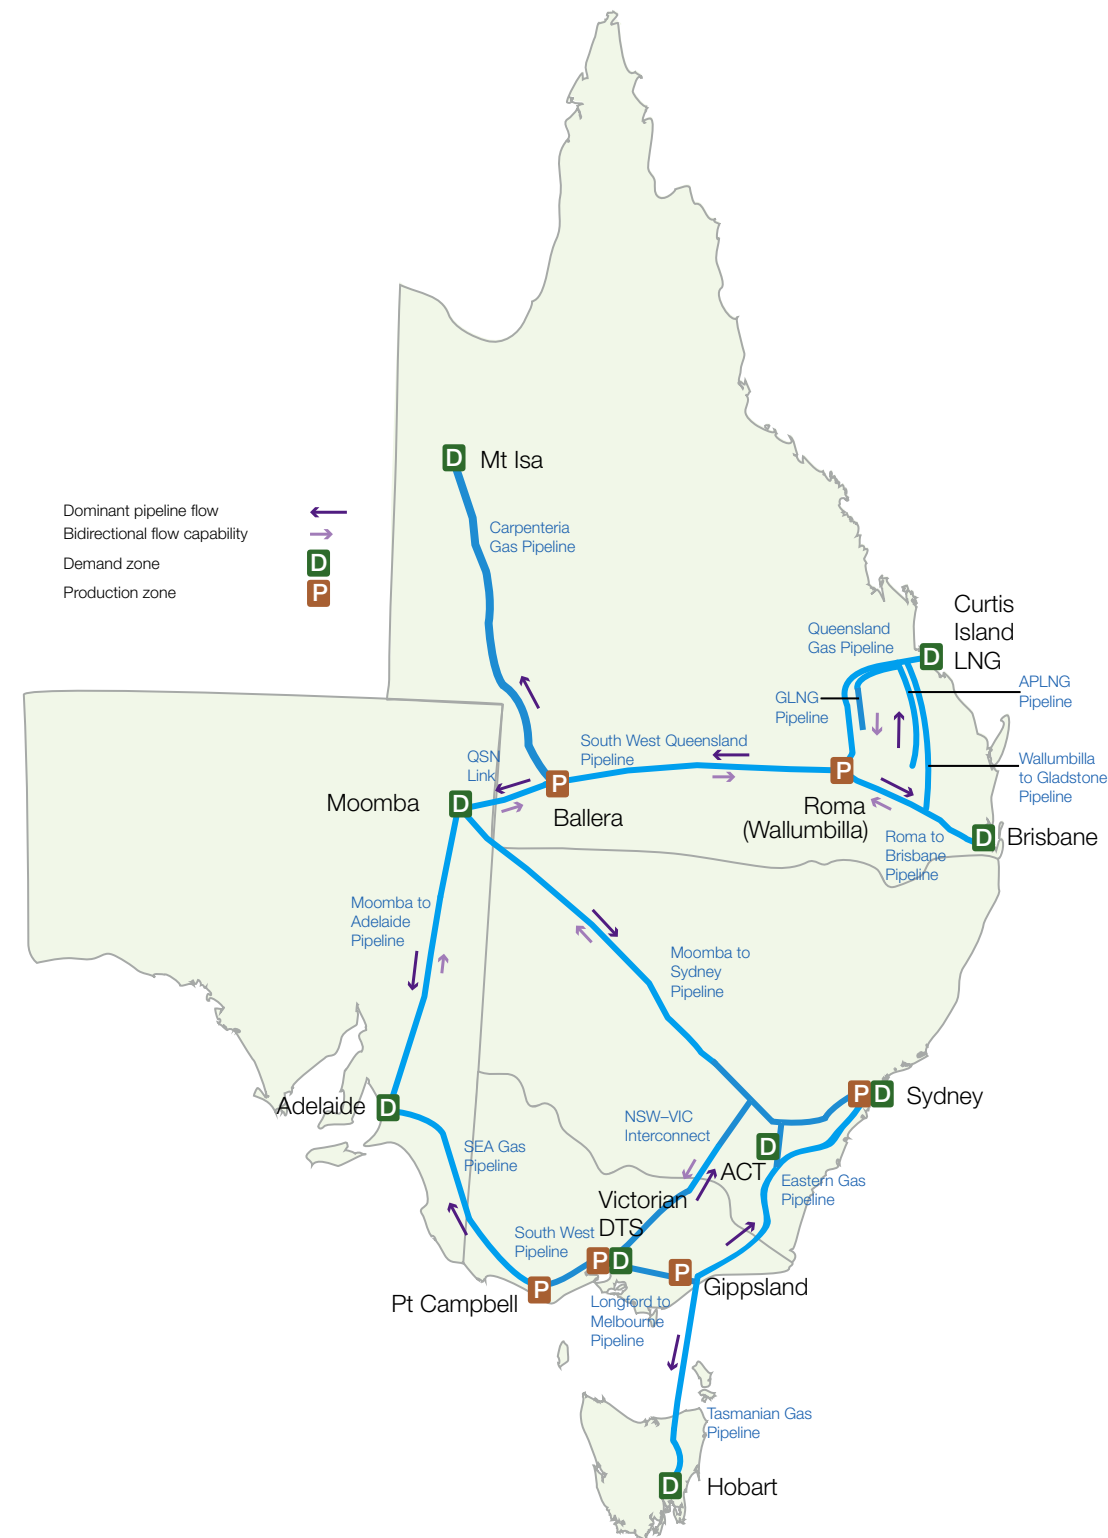 D
Mt Isa
Dominant pipeline flow
Bidirectional flow capability
Demand zone
D
Production zone
P
Carpenteria
Gas Pipeline
Curtis
Island
LNG
D
Queensland
Gas Pipeline
APLNG
Pipeline
GLNG
Pipeline
South West Queensland
Pipeline
Wallumbilla
to Gladstone
Pipeline
QSN
Link
P
P
Moomba
D
Ballera
Roma
(Wallumbilla)
Roma to
Brisbane
Pipeline
D
Brisbane
Moomba to
Adelaide
Pipeline
Moomba to
Sydney
Pipeline
Adelaide
D
P
D
Sydney
NSW–VIC
Interconnect
SEA Gas
Pipeline
D
ACT
Eastern Gas
Pipeline
Victorian
DTS
South West
Pipeline
P
D
P
Gippsland
P
Pt Campbell
Longford to
Melbourne
Pipeline
Tasmanian Gas
Pipeline
D
Hobart